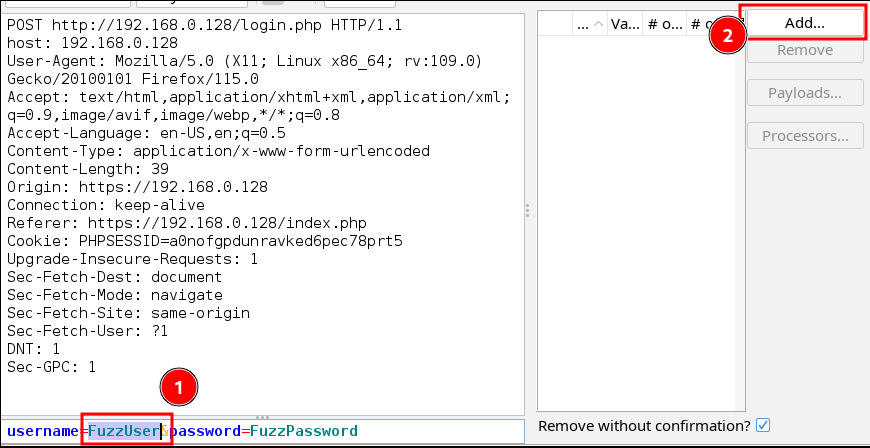 POST http://192.168.0.128/login.php HTTP/1.1
host: 192.168.0.128
User-Agent: Mozilla/5.0 (X11; Linux x86_64; rv:109.0)
Gecko/20100101 Firefox/115.0
Accept: text/html,application/xhtml+xml,application/xml;
q=0.9,image/avif,image/webp,*/*;q=0.8
Accept-Language: en-US,en;q=0.5
Content-Type: application/x-www-form-urlencoded
Content-Length: 39
Origin: https://192.168.0.128
Connection: keep-alive
Referer: https://192.168.0.128/index.php
Cookie: PHPSESSID=a0nofgpdunravked6pec78prt5
Upgrade-Insecure-Requests: 1
Sec-Fetch-Dest: document
Sec-Fetch-Mode: navigate
Sec-Fetch-Site: same-origin
Sec-Fetch-User: ?1
DNT: 1
Sec-GPC: 1
1
username=FuzzUser&password=FuzzPassword
... Va... # o... # o...
2
Add...
Remove
Payloads...
Processors...
Remove without confirmation?